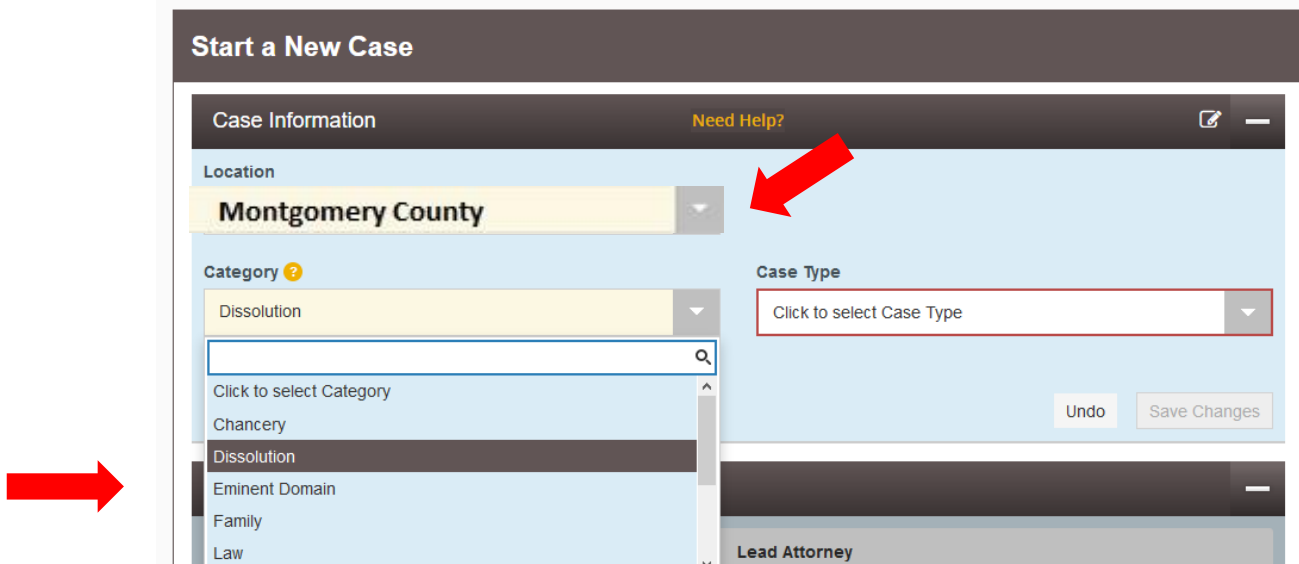 Start a New Case
Case Information
Need Help?
Location
Montgomery County
Category ?
Case Type
Dissolution
Click to select Case Type
Click to select Category
Chancery
Dissolution
Eminent Domain
Family
Law
Undo
Save Changes
Lead Attorney